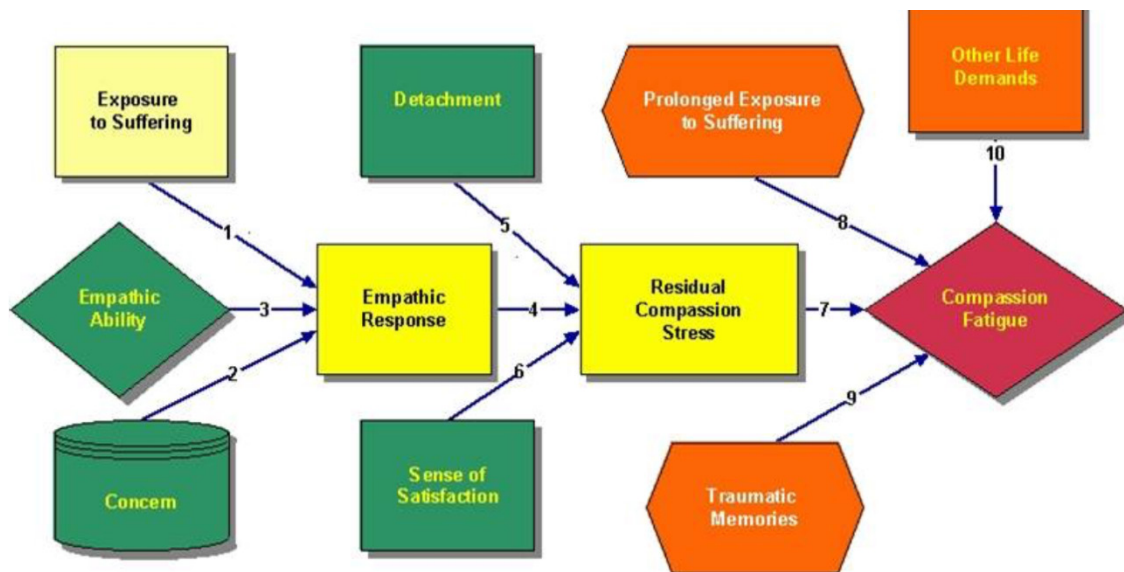 Exposure
to Suffering
Detachment
Prolonged Exposure
to Suffering
Other Life
Demands
10
1
5
8
Empathic
Ability
3
Empathic
Response
4
Residual
Compassion
Stress
7
Compassion
Fatigue
2
6
9
Concern
Sense of
Satisfaction
Traumatic
Memories